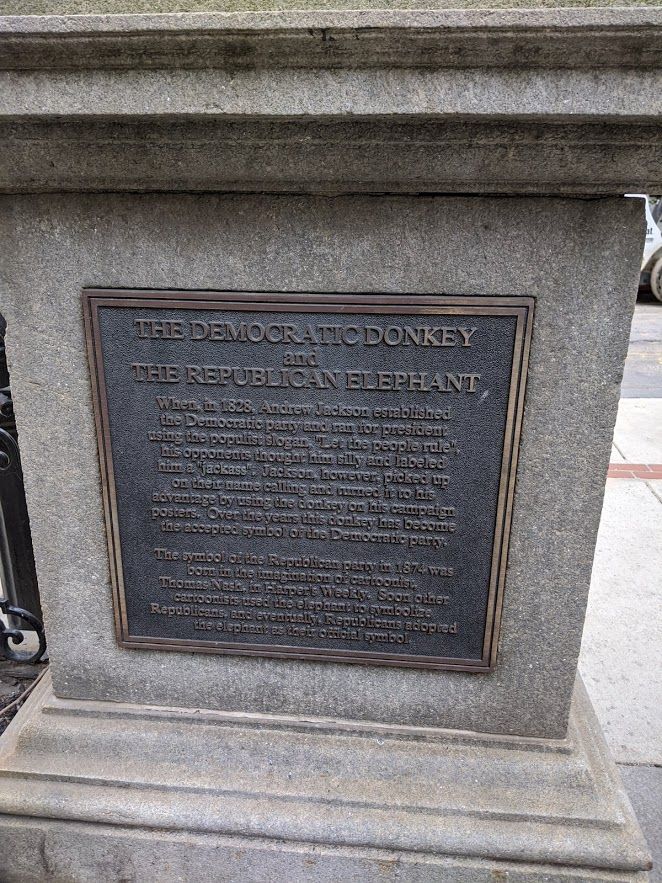 THE DEMOCRATIC DONKEY
and
THE REPUBLICAN ELEPHANT
When, in 1828, Andrew Jackson established
the Democratic party and ran for president
using the populist slogan, "Let the people rule",
his opponents thought him silly and labeled
him a "jackass". Jackson, however, picked up
on their name calling and turned it to his
advantage by using the donkey on his campaign
posters. Over the years this donkey has become
the accepted symbol of the Democratic party.
The symbol of the Republican party in 1874 was
born in the imagination of cartoonist,
Thomas Nast, in Harper's Weekly. Soon other
cartoonists used the elephant to symbolize
Republicans, and eventually, Republicans adopted
the elephant as their official symbol.